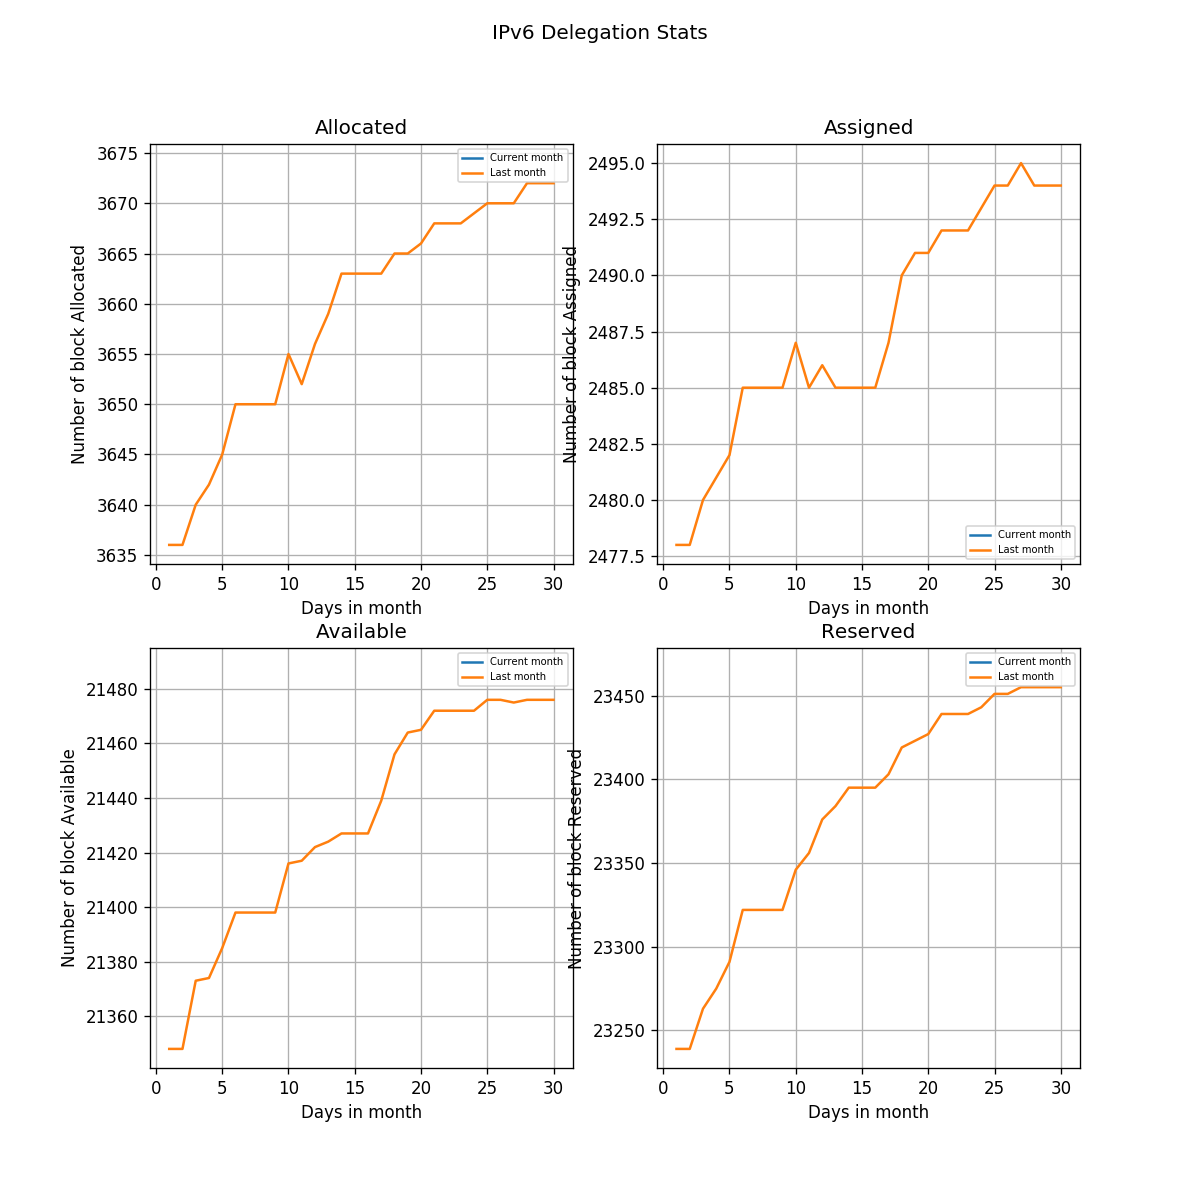 IPv6 Delegation Stats
Allocated
Number of block Allocated
3675
3670
3665
3660
3655
3650
3645
3640
3635
Current month
Last month
0 5 10 15 20 25 30
Days in month
Assigned
Number of block Assigned
2495.0
2492.5
2490.0
2487.5
2485.0
2482.5
2480.0
2477.5
Current month
Last month
0 5 10 15 20 25 30
Days in month
Available
Number of block Available
21480
21460
21440
21420
21400
21380
21360
Current month
Last month
0 5 10 15 20 25 30
Days in month
Reserved
Number of block Reserved
23450
23400
23350
23300
23250
Current month
Last month
0 5 10 15 20 25 30
Days in month